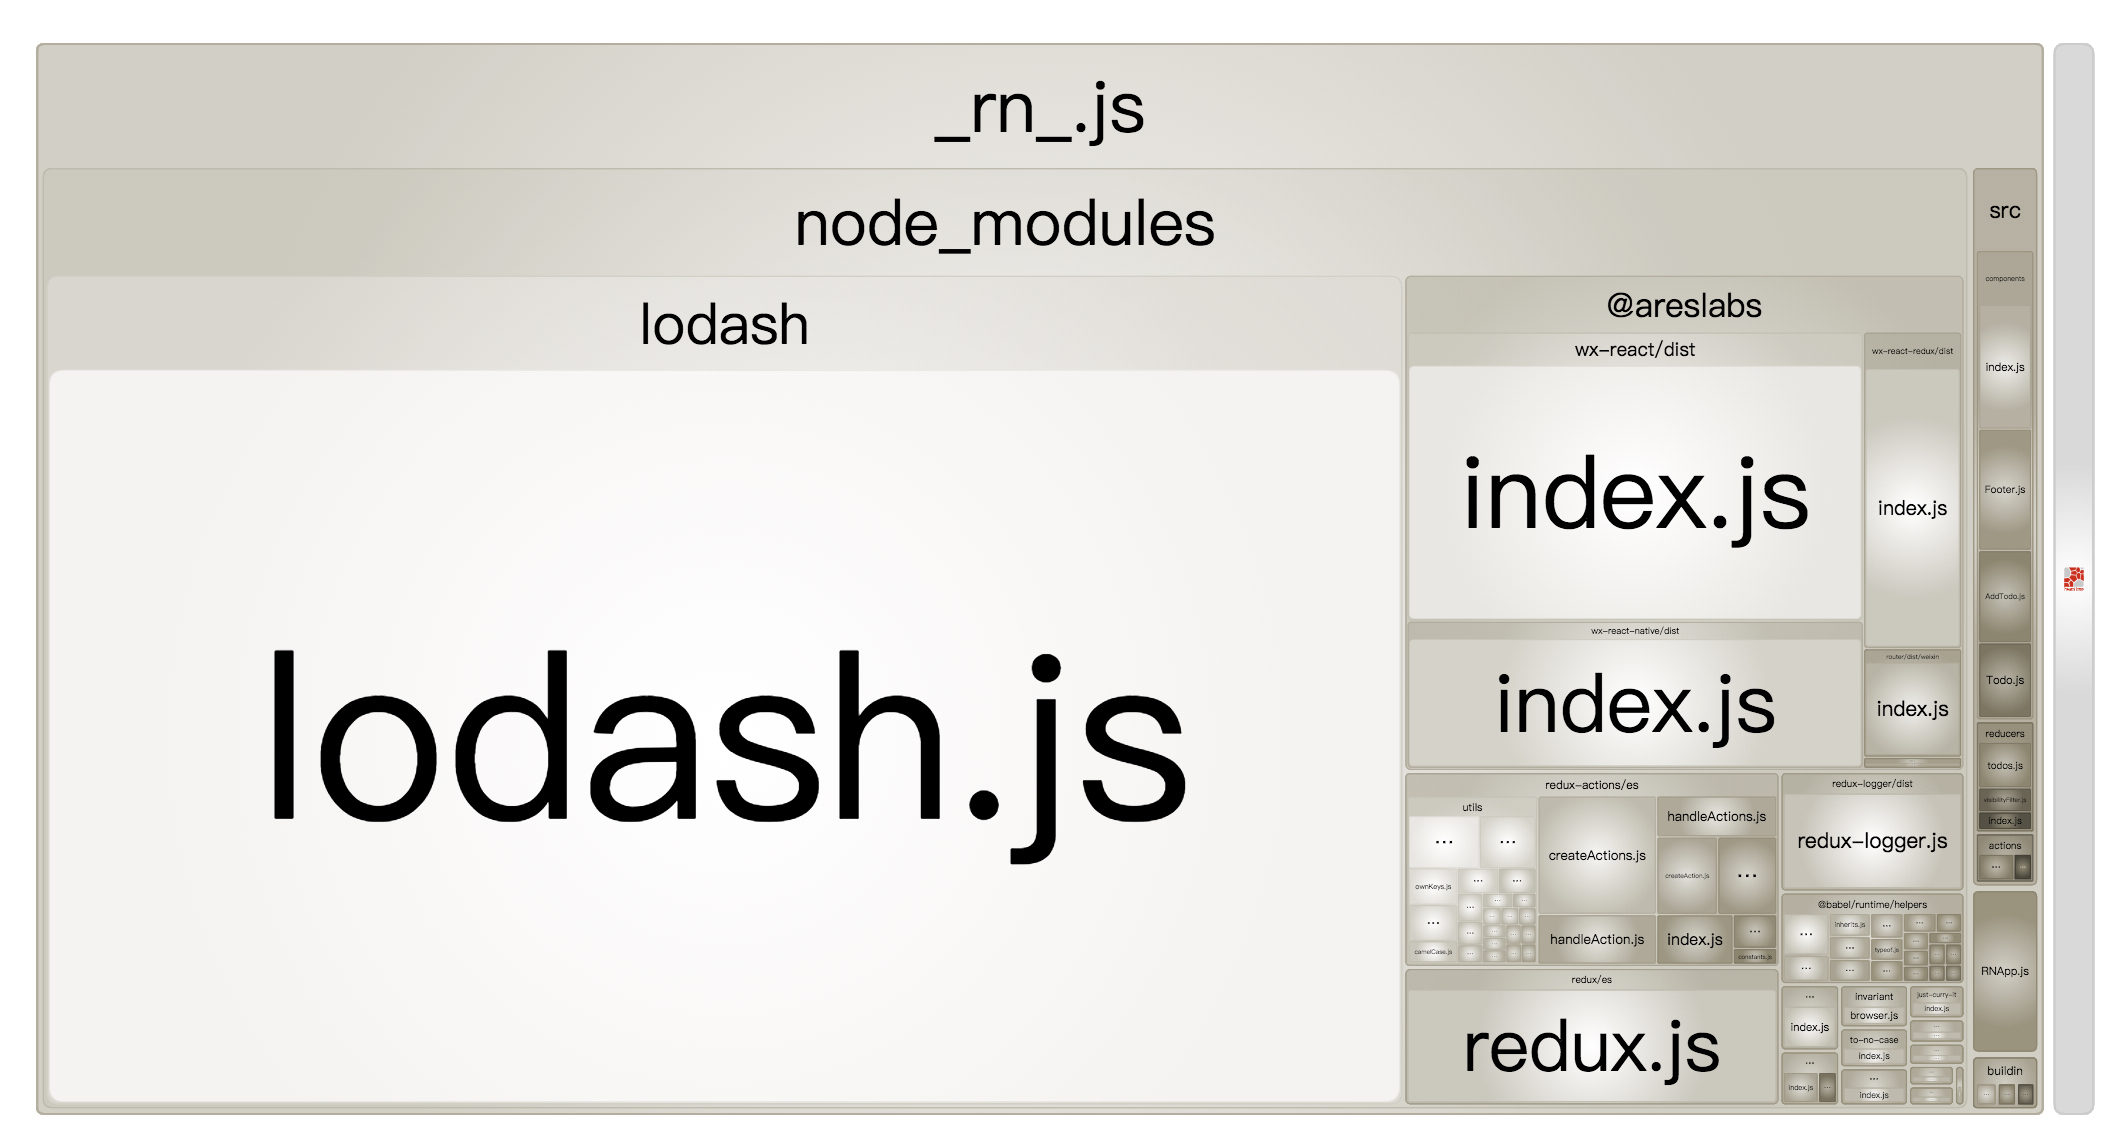 _rn_.js
node_modules
lodash
lodash.js
@areslabs
wx-react/dist
index.js
wx-react-redux/dist
index.js
wx-react-native/dist
index.js
router/dist/weixin
index.js
redux-actions/es
utils
...
...
ownKeys.js
...
...
...
...
camelCase.js
...
...
createActions.js
handleActions.js
createAction.js
...
handleAction.js
index.js
...
constants.js
redux/es
redux.js
redux-logger/dist
redux-logger.js
@babel/runtime/helpers
...
inherits.js
...
...
typeof.js
...
...
...
...
index.js
...
index.js
invariant
browser.js
to-no-case
index.js
...
index.js
just-curry-it
index.js
src
components
index.js
Footer.js
AddTodo.js
Todo.js
reducers
todos.js
visibilityFilter.js
index.js
actions
...
RNApp.js
buildin